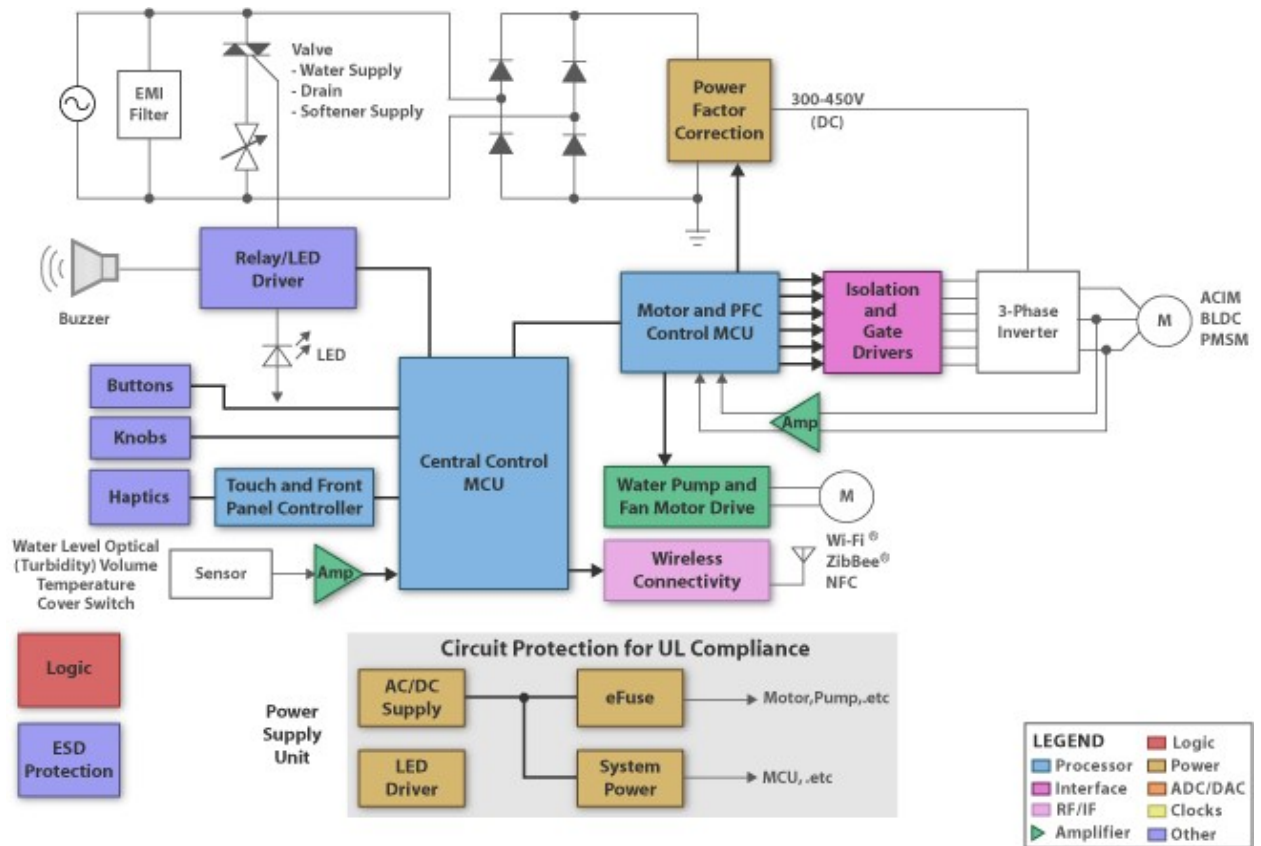 Valve
- Water Supply
- Drain
- Softener Supply
EMI
Filter
Power
Factor
Correction
300-450V
(DC)
Relay/LED
Driver
Buzzer
LED
Motor and PFC
Control MCU
Isolation
and
Gate
Drivers
3-Phase
Inverter
M
ACIM
BLDC
PMSM
Amp
Buttons
Knobs
Haptics
Touch and Front
Panel Controller
Central Control
MCU
Water Pump and
Fan Motor Drive
M
Wi-Fi ®
ZibBee®
NFC
Wireless
Connectivity
Water Level Optical
(Turbidity) Volume
Temperature
Cover Switch
Sensor
Amp
Logic
ESD
Protection
Circuit Protection for UL Compliance
Power
Supply
Unit
AC/DC
Supply
eFuse
Motor,Pump,.etc
LED
Driver
System
Power
MCU, .etc
LEGEND
Logic
Processor
Power
Interface
ADC/DAC
RF/IF
Clocks
Amplifier
Other